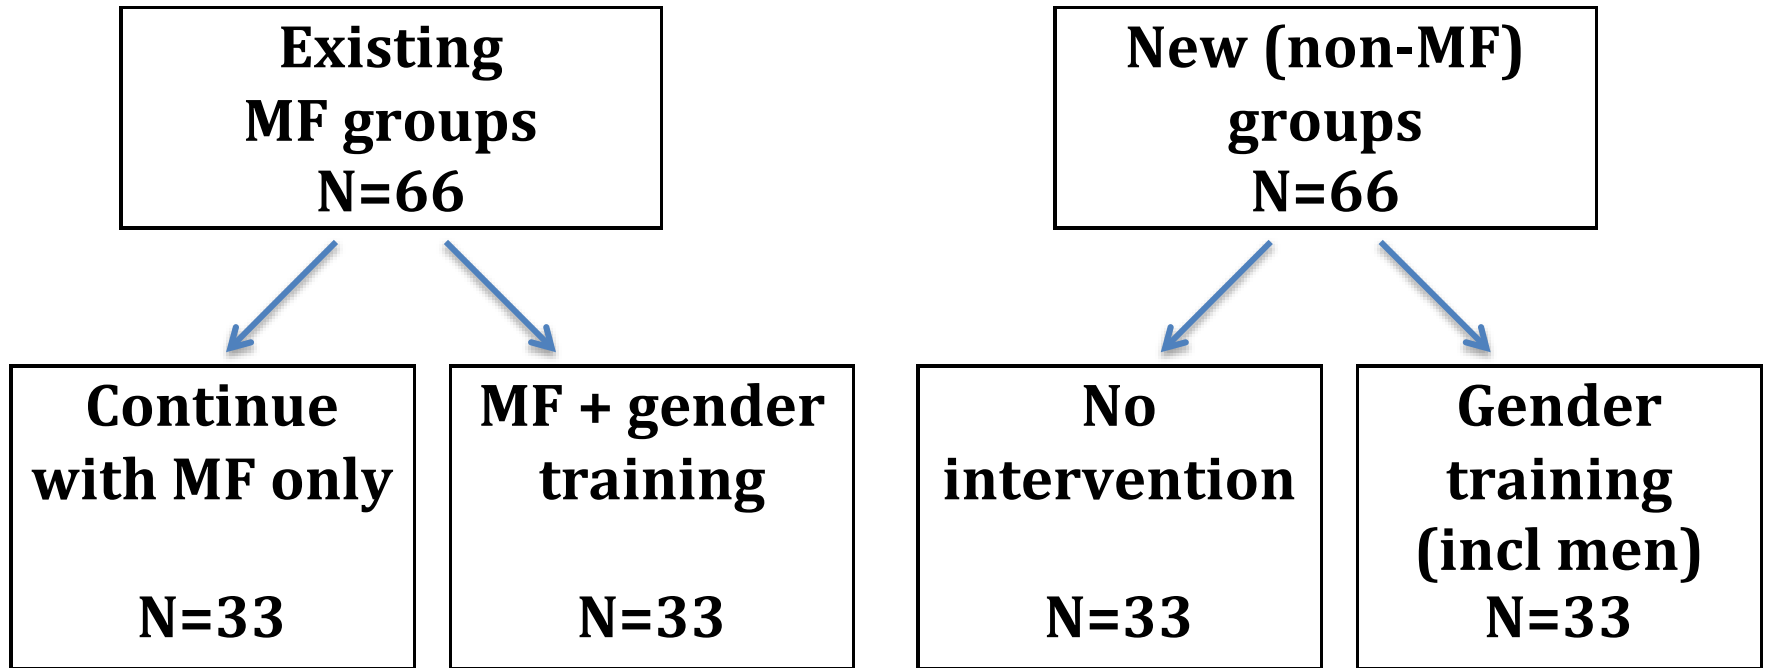 Existing
MF groups
N=66
New (non-MF)
groups
N=66
Continue
with MF only
N=33
MF + gender
training
N=33
No
intervention
N=33
Gender
training
(incl men)
N=33